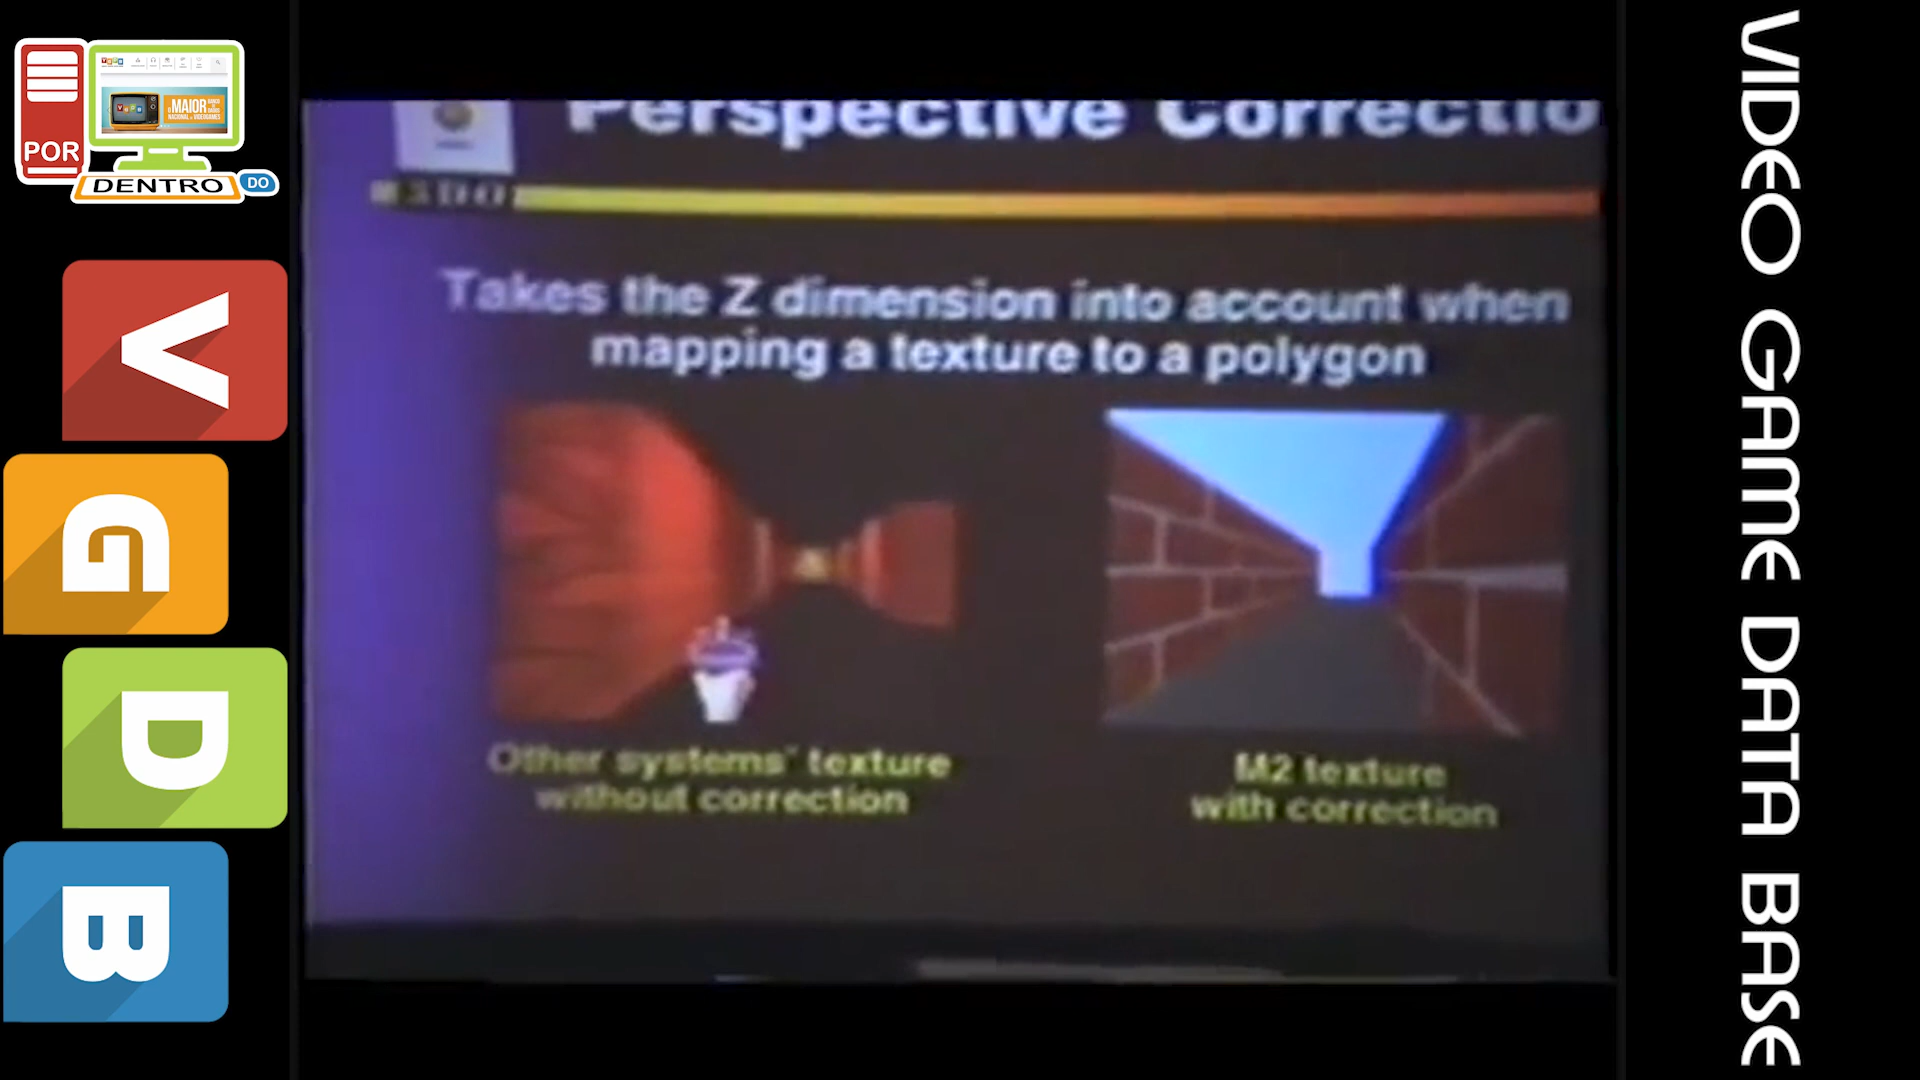 POR
DENTRO
DO
MAIOR
V
G
D
B
Perspective Correctio
3DO
Takes the Z dimension into account when
mapping a texture to a polygon
Other systems' texture
without correction
M2 texture
with correction
VIDEO GAME DATA BASE